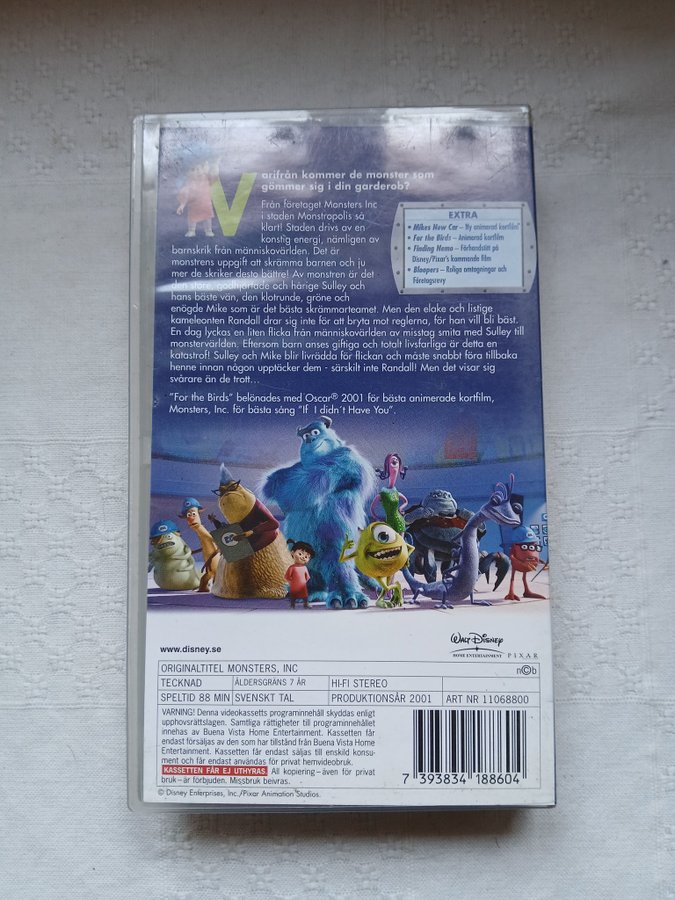 Varifrån kommer de monster som
gömmer sig i din garderob?
Från företaget Monsters Inc
i staden Monstropolis så
klart! Staden drivs av en
konstig energi, nämligen av
barnskrik från människovärlden. Det är
monstrens uppgift att skrämma barnen och ju
mer de skriker desto bättre! Av monstren är det
den store, godhjärtade och hårige Sulley och
hans bäste vän, den klotrunde, gröne och
enögde Mike som är det bästa skrämmarteamet. Men den elake och listige
kameleonten Randall drar sig inte för att bryta mot reglerna, för han vill bli bäst.
En dag lyckas en liten flicka från människovärlden av misstag smita med Sulley till
monstervärlden. Eftersom barn anses giftiga och totalt livsfarliga är detta en
katastrof! Sulley och Mike blir livrädda för flickan och måste snabbt föra tillbaka
henne innan någon upptäcker dem - särskilt inte Randall! Men det visar sig
svårare än de trott...
"For the Birds" belönades med Oscar® 2001 för bästa animerade kortfilm,
Monsters, Inc. för bästa sång "If I didn´t Have You".
EXTRA
• Mikes New Car – Ny animerad kortfilm
• For the Birds – Animerad kortfilm
• Finding Nemo – Förhandstitt på
Disney/Pixar's kommande film
• Bloopers – Roliga omtagningar och
Företagsrevy
www.disney.se
Walt Disney
HOME ENTERTAINMENT
PIXAR
ORIGINALTITEL MONSTERS, INC
n©b
TECKNAD ÅLDERSGRÄNS 7 ÅR HI-FI STEREO
SPELTID 88 MIN SVENSKT TAL PRODUKTIONSÅR 2001 ART NR 11068800
VARNING! Denna videokassetts programinnehåll skyddas enligt
upphovsrättslagen. Samtliga rättigheter till programinnehållet
innehas av Buena Vista Home Entertainment. Kassetten får
endast försäljas av den som har tillstånd från Buena Vista Home
Entertainment. Kassetten får endast säljas till enskild konsu-
ment och får endast användas för privat hemvideobruk.
KASSETTEN FÅR EJ UTHYRAS. All kopiering – även för privat
bruk – är förbjuden. Missbruk beivras.
© Disney Enterprises, Inc./Pixar Animation Studios.
7 393834 188604